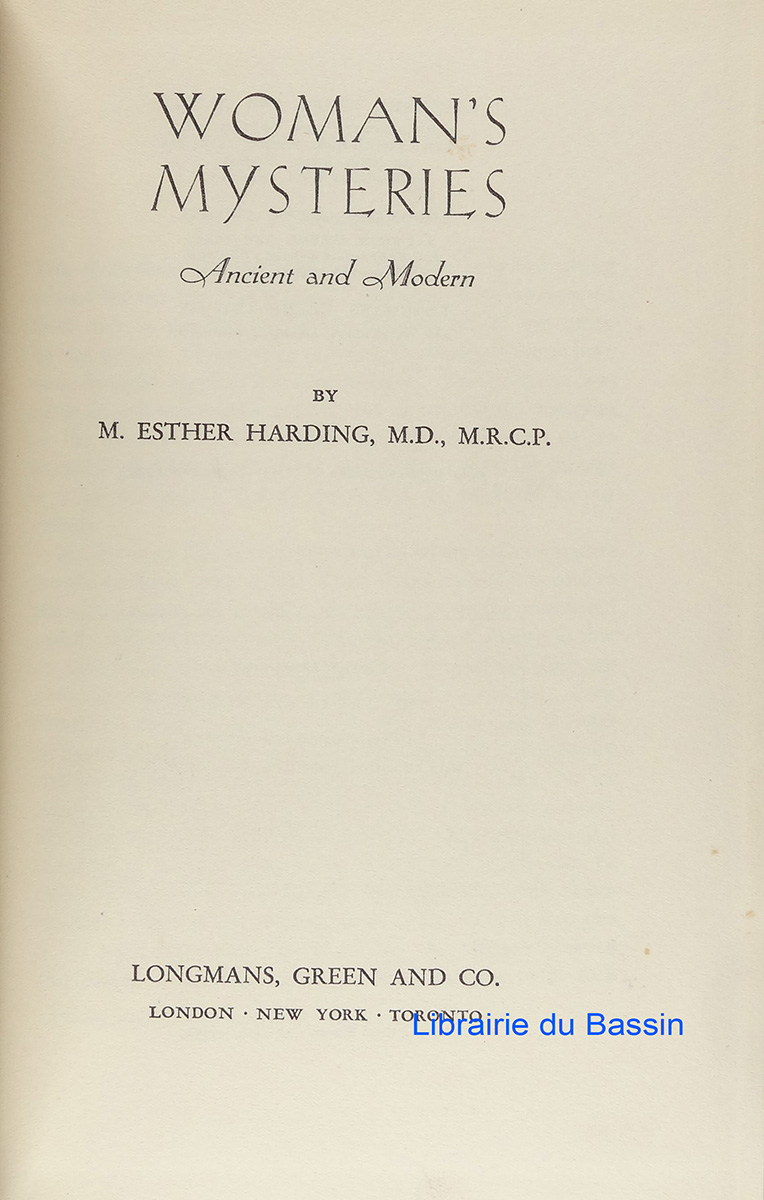 WOMAN'S
MYSTERIES
Ancient and Modern
BY
M. ESTHER HARDING, M.D., M.R.C.P.
LONGMANS, GREEN AND CO.
LONDON · NEW YORK · TORONTO
Librairie du Bassin